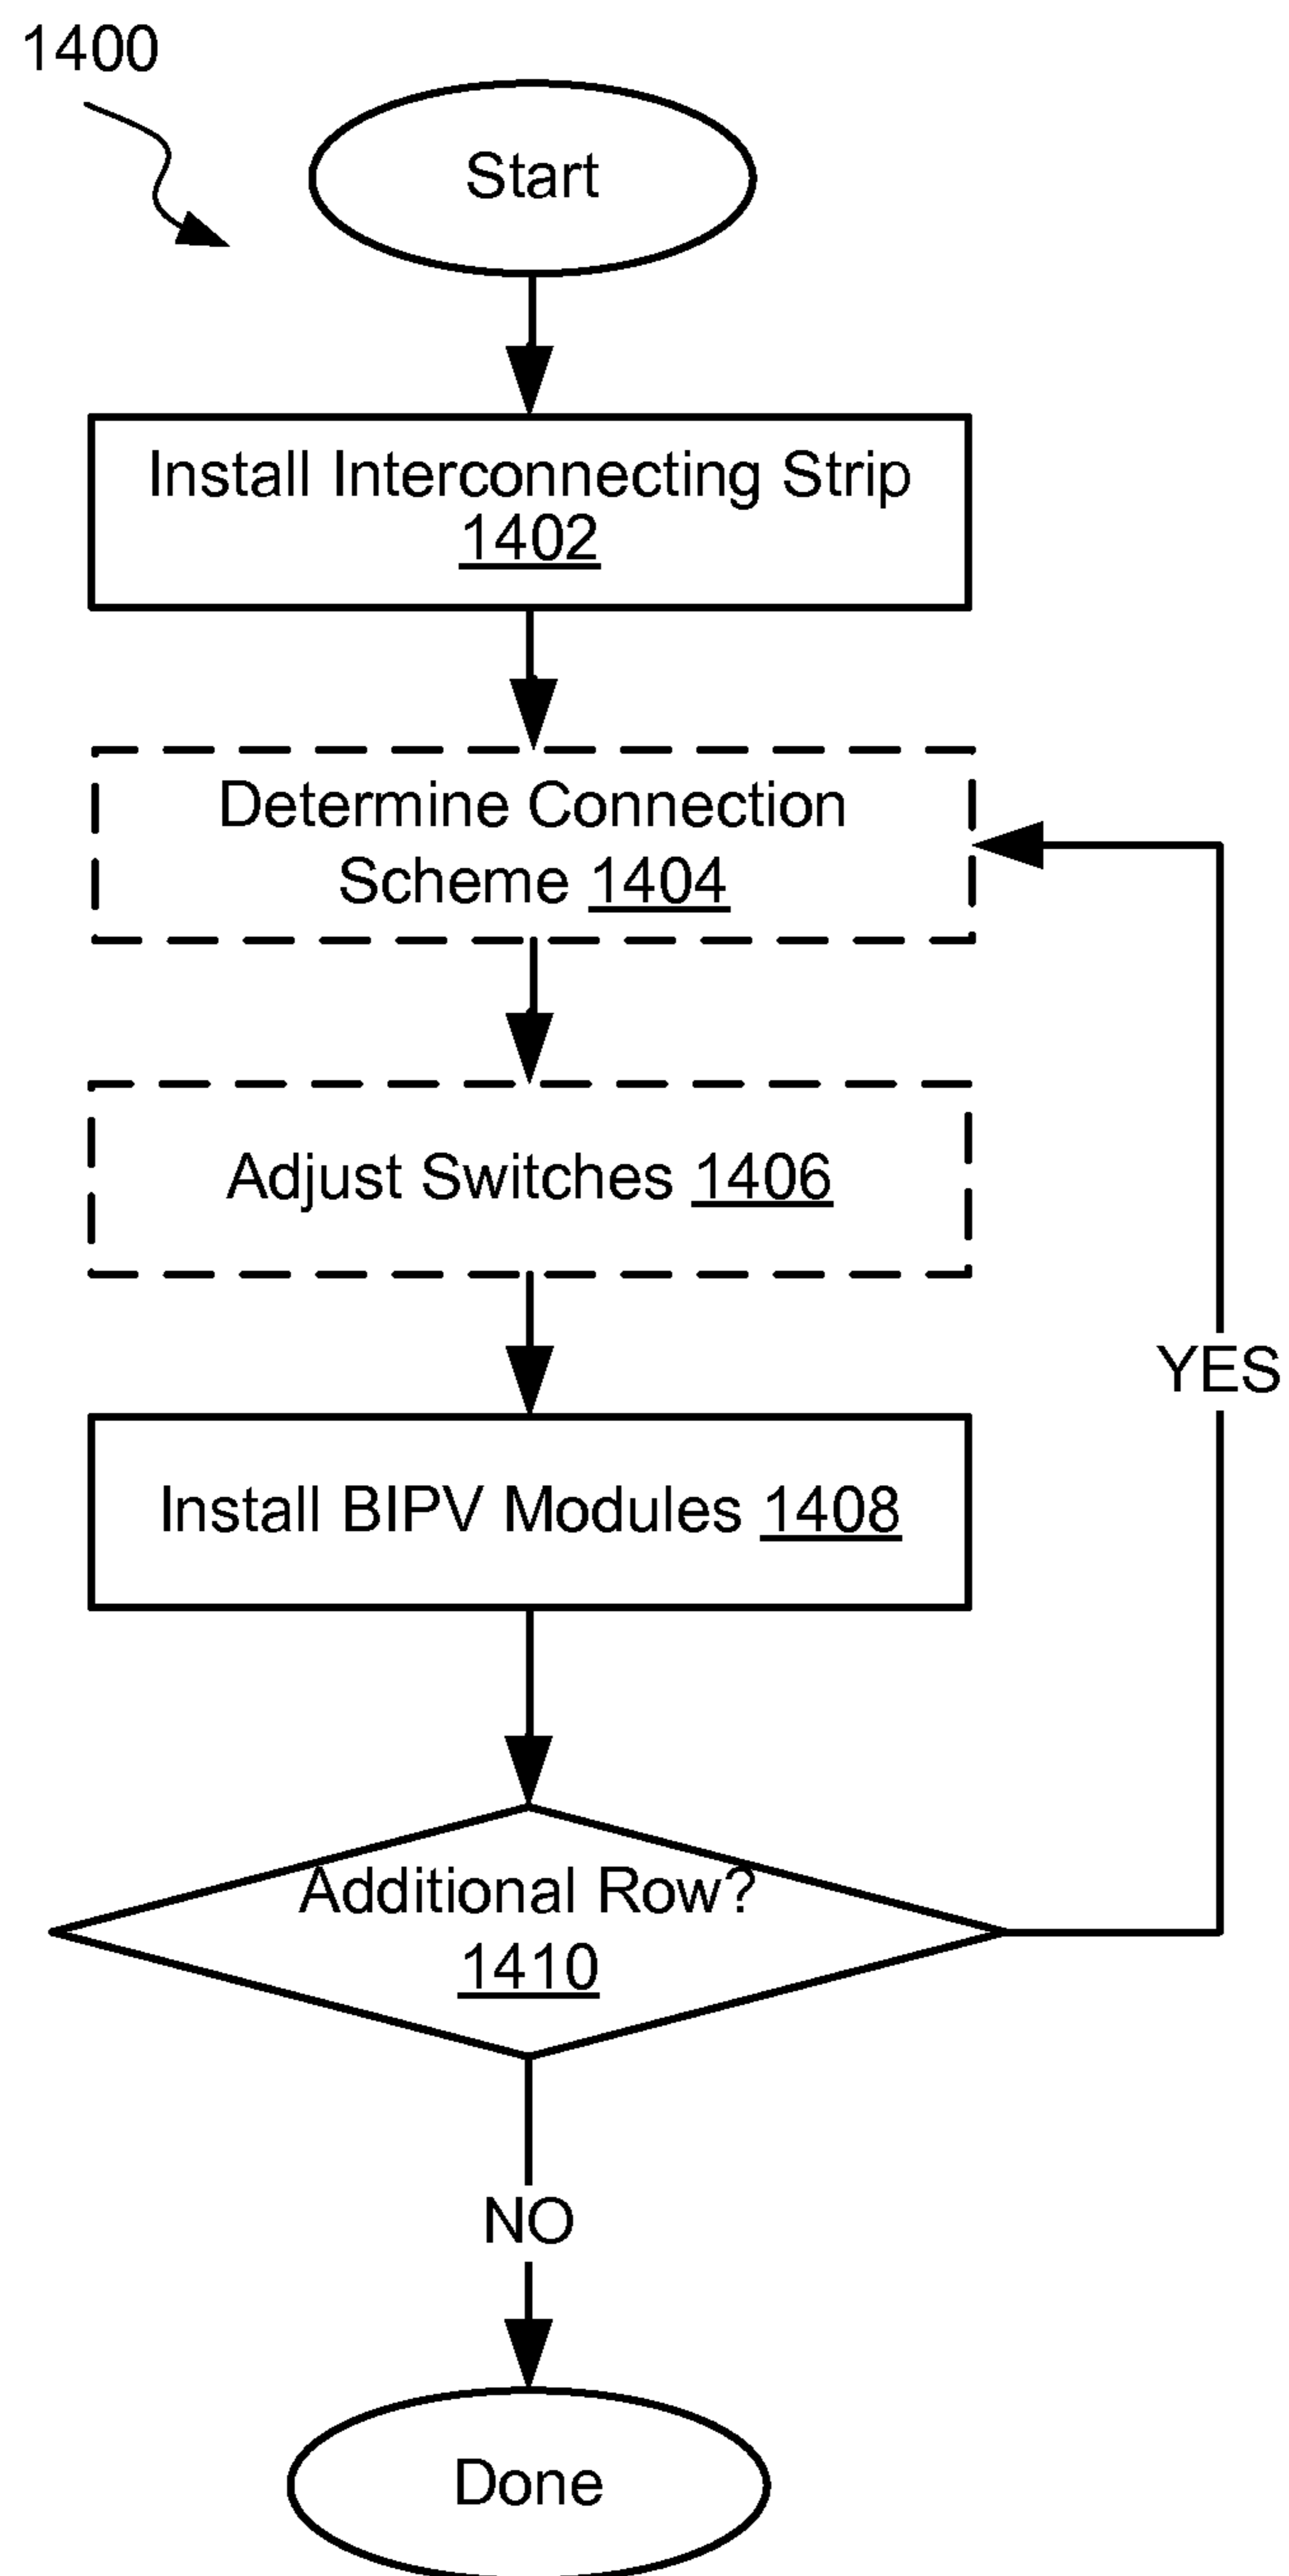 1400
Start
Install Interconnecting Strip
1402
Determine Connection
Scheme 1404
Adjust Switches 1406
YES
Install BIPV Modules 1408
Additional Row?
1410
NO
Done